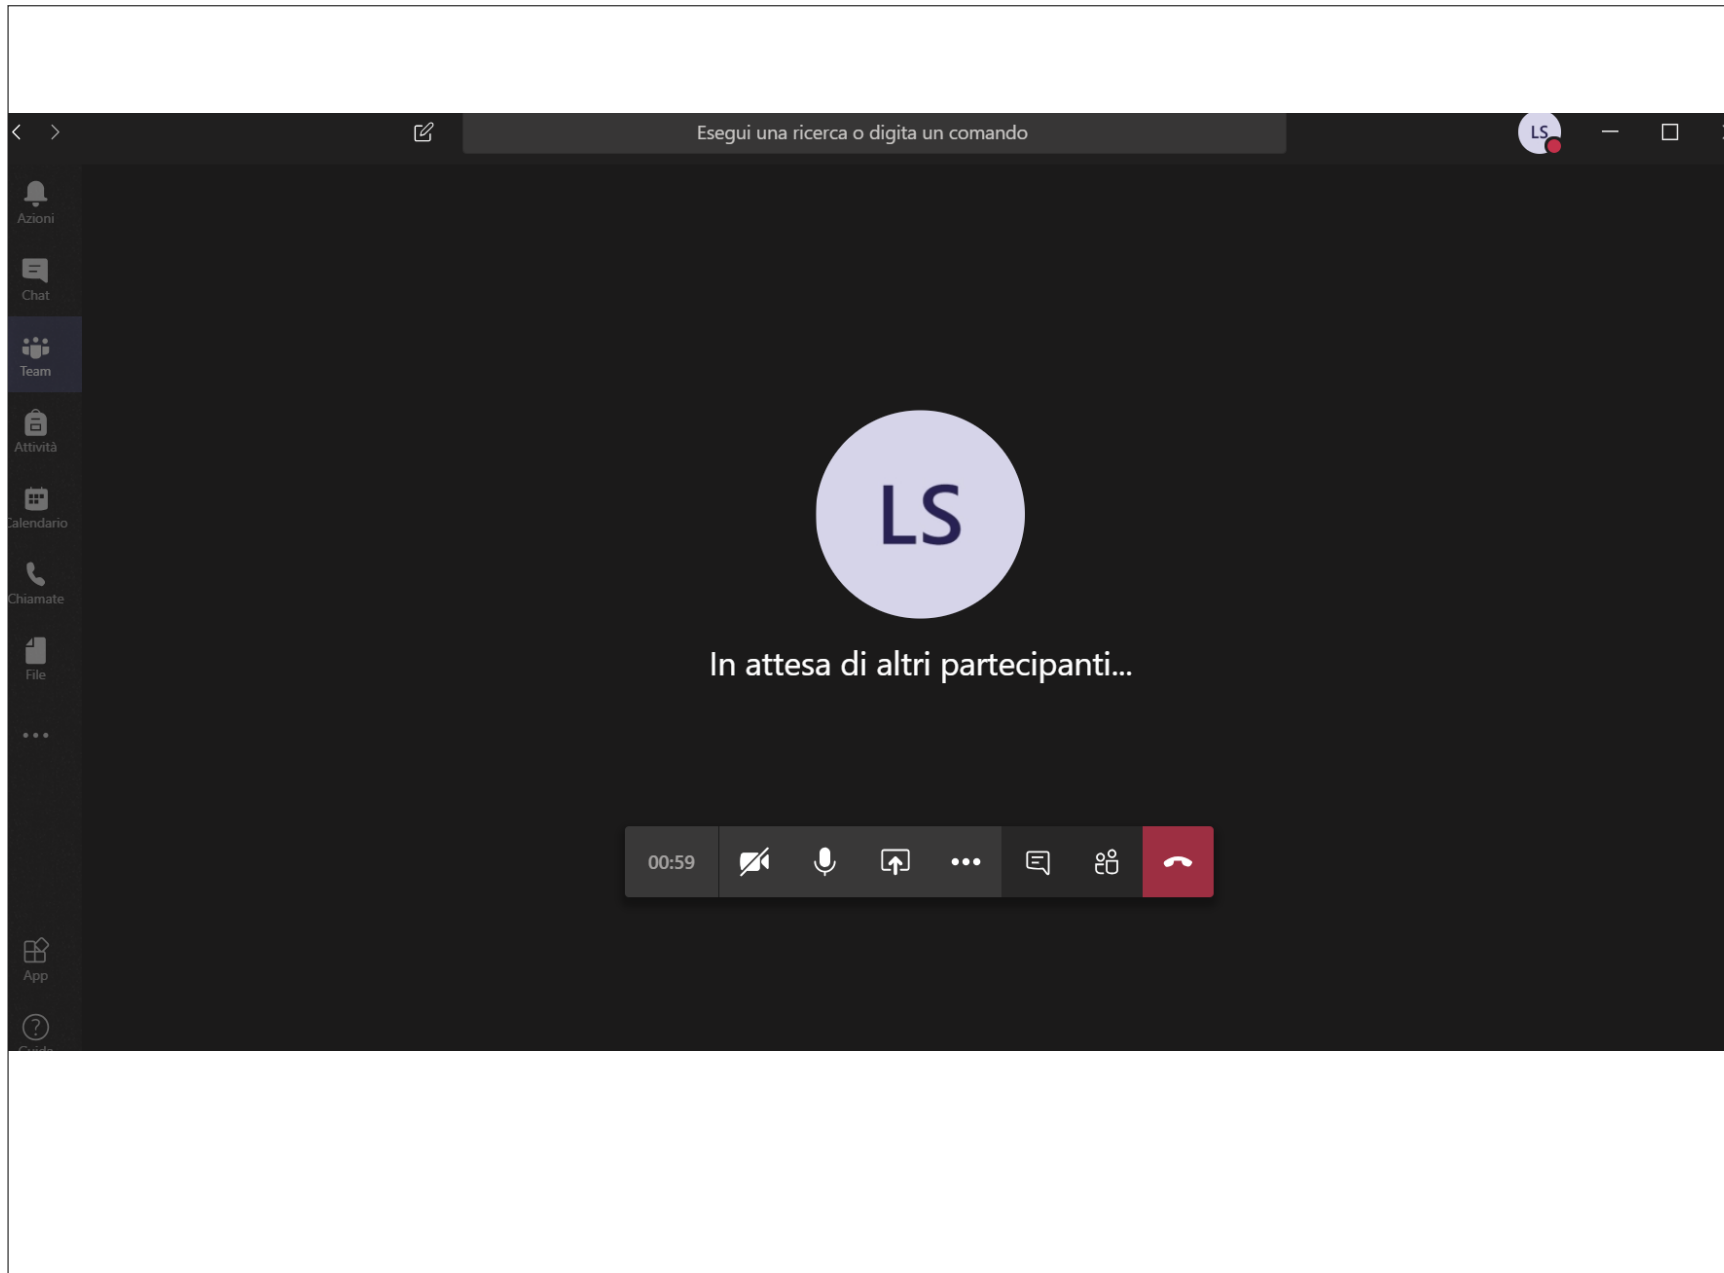 Esegui una ricerca o digita un comando
LS
Azioni
Chat
Team
Attività
Calendario
Chiamate
File
LS
In attesa di altri partecipanti...
00:59
App
Guida